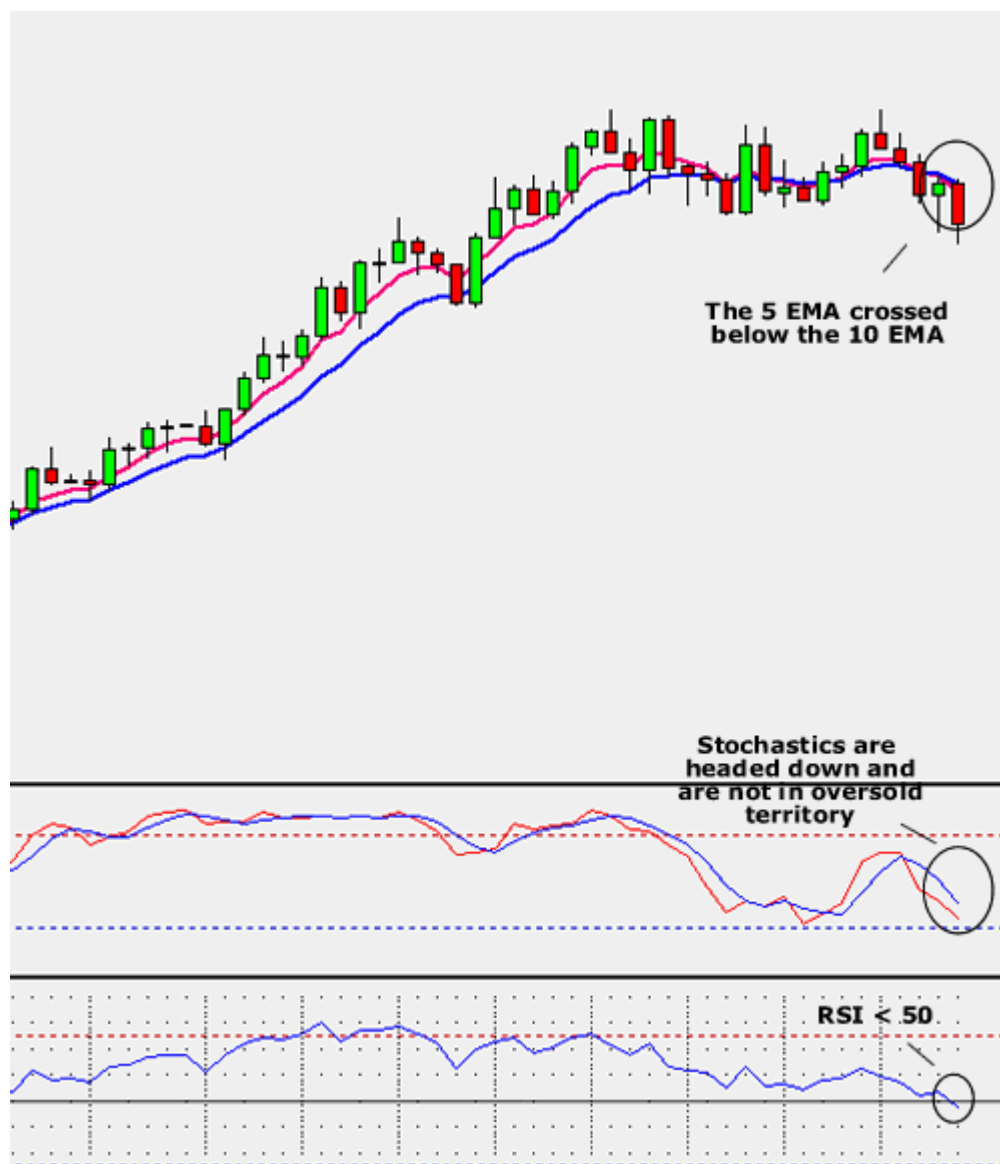 The 5 EMA crossed
below the 10 EMA
Stochastics are
headed down and
are not in oversold
territory
RSI < 50